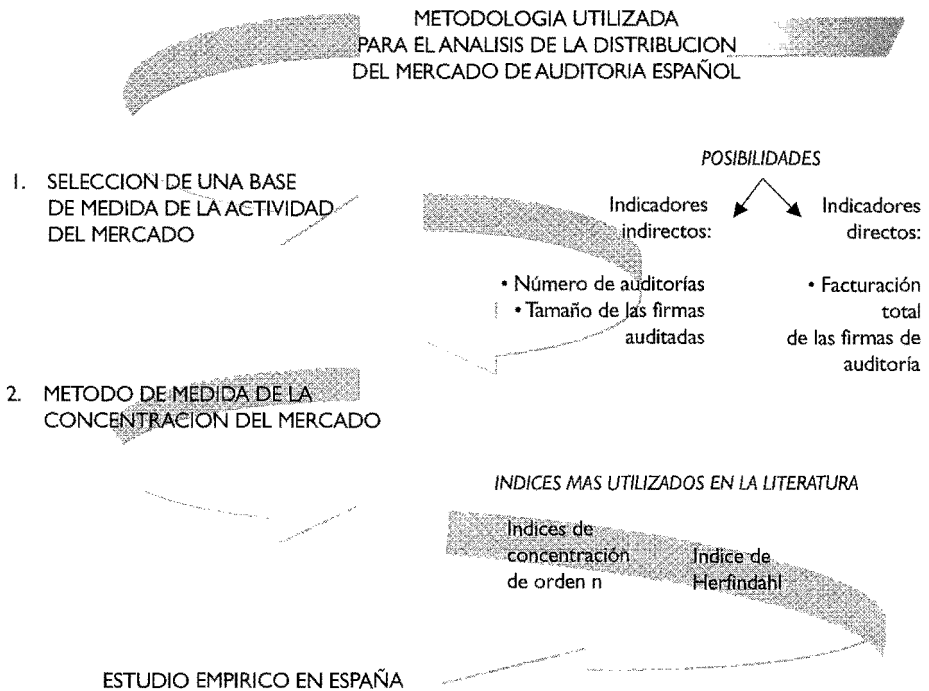 METODOLOGIA UTILIZADA
PARA EL ANALISIS DE LA DISTRIBUCION
DEL MERCADO DE AUDITORIA ESPAÑOL
POSIBILIDADES
1. SELECCION DE UNA BASE
DE MEDIDA DE LA ACTIVIDAD
DEL MERCADO
Indicadores
indirectos:
• Número de auditorías
• Tamaño de las firmas
auditadas
Indicadores
directos:
• Facturación
total
de las firmas de
auditoría
2. METODO DE MEDIDA DE LA
CONCENTRACION DEL MERCADO
INDICES MAS UTILIZADOS EN LA LITERATURA
Indices de
concentración
de orden n
Indice de
Herfindahl
ESTUDIO EMPIRICO EN ESPAÑA